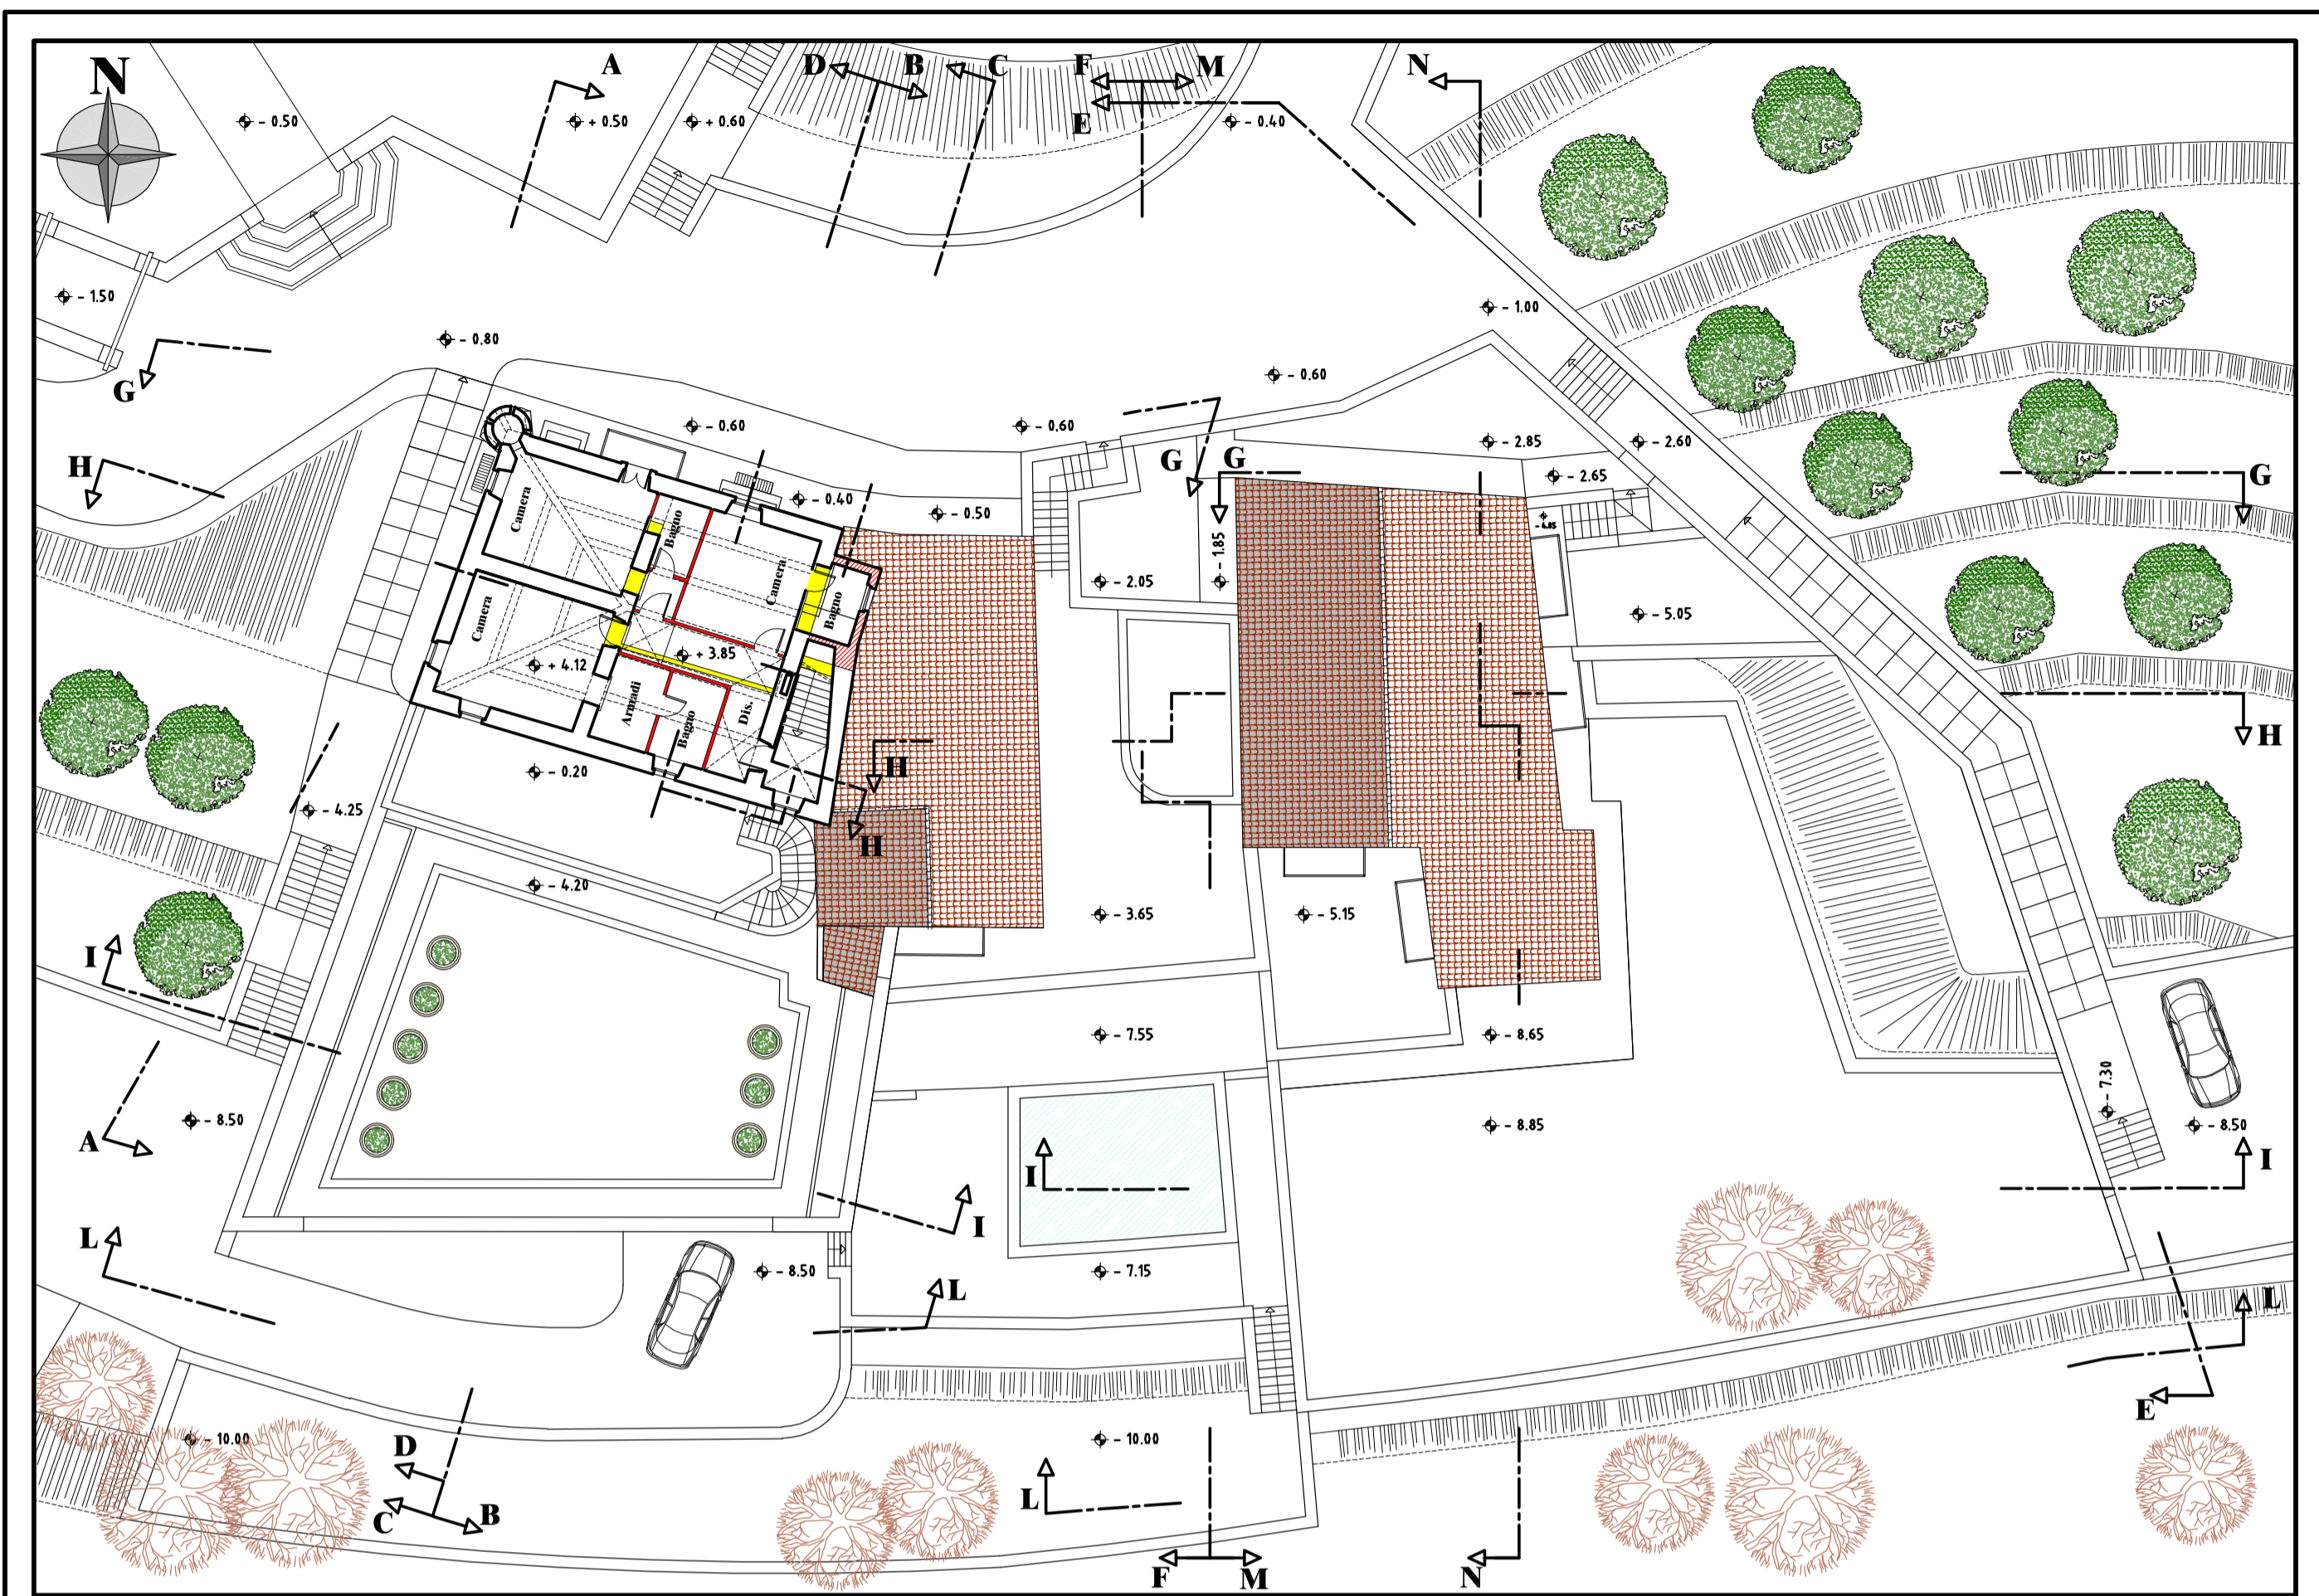 N
A
D
B
C
F
M
N
E
- 0.50
+ 0.50
+ 0.60
- 0.40
- 1.50
- 1.00
- 0.80
G
- 0.60
- 0.60
- 0.60
- 2.85
- 2.60
H
G
G
- 2.65
G
Camera
Bagno
- 0.40
- 0.50
- 1.85
- 4.85
- 2.05
Camera
Bagno
- 5.05
Camera
+ 4.12
+ 3.85
Armadi
Bagno
Dis.
H
- 0.20
H
- 4.25
H
- 4.20
- 3.65
- 5.15
I
- 7.55
- 8.65
- 7.30
A
- 8.50
- 8.85
- 8.50
I
I
I
L
- 8.50
- 7.15
L
L
E
D
- 10.00
- 10.00
C
B
L
F
M
N